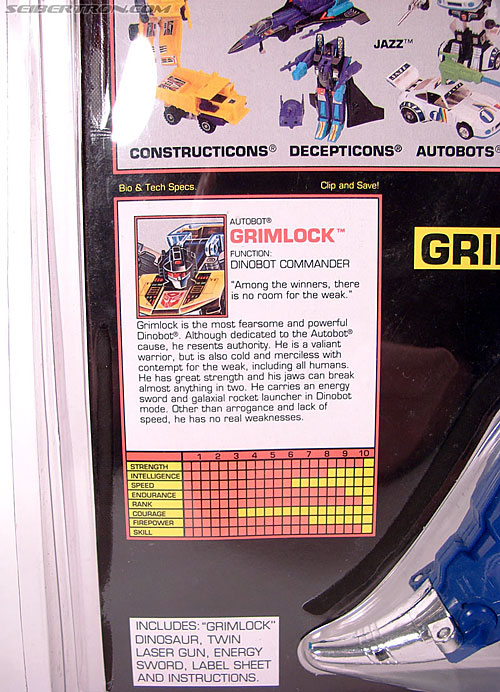 SEIBERTRON.COM
JAZZ™
CONSTRUCTICONS® DECEPTICONS® AUTOBOTS®
Bio & Tech Specs. Clip and Save!
AUTOBOT®
GRIMLOCK™
FUNCTION:
DINOBOT COMMANDER
"Among the winners, there
is no room for the weak."
Grimlock is the most fearsome and powerful
Dinobot®. Although dedicated to the Autobot®
cause, he resents authority. He is a valiant
warrior, but is also cold and merciless with
contempt for the weak, including all humans.
He has great strength and his jaws can break
almost anything in two. He carries an energy
sword and galaxial rocket launcher in Dinobot
mode. Other than arrogance and lack of
speed, he has no real weaknesses.
GRI
1 2 3 4 5 6 7 8 9 10
STRENGTH
INTELLIGENCE
SPEED
ENDURANCE
RANK
COURAGE
FIREPOWER
SKILL
INCLUDES: "GRIMLOCK"
DINOSAUR, TWIN
LASER GUN, ENERGY
SWORD, LABEL SHEET
AND INSTRUCTIONS.